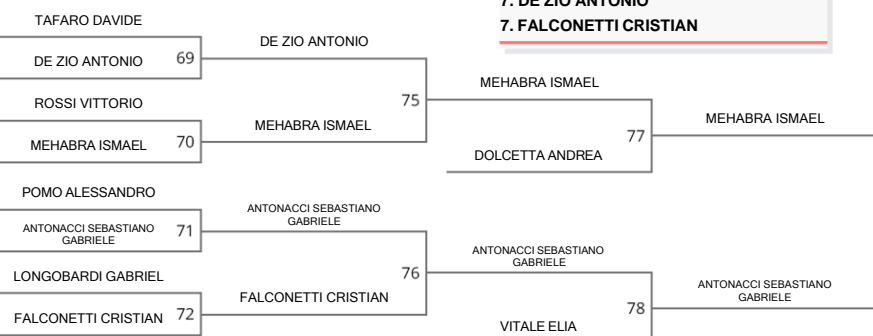 7. DE ZIO ANTONIO
7. FALCONETTI CRISTIAN
TAFARO DAVIDE
DE ZIO ANTONIO 69
ROSSI VITTORIO
MEHABRA ISMAEL 70
POMO ALESSANDRO
ANTONACCI SEBASTIANO
GABRIELE
71
LONGOBARDI GABRIEL
FALCONETTI CRISTIAN 72
DE ZIO ANTONIO
75
MEHABRA ISMAEL
ANTONACCI SEBASTIANO
GABRIELE
76
FALCONETTI CRISTIAN
MEHABRA ISMAEL
77
DOLCETTA ANDREA
ANTONACCI SEBASTIANO
GABRIELE
78
VITALE ELIA
MEHABRA ISMAEL
ANTONACCI SEBASTIANO
GABRIELE